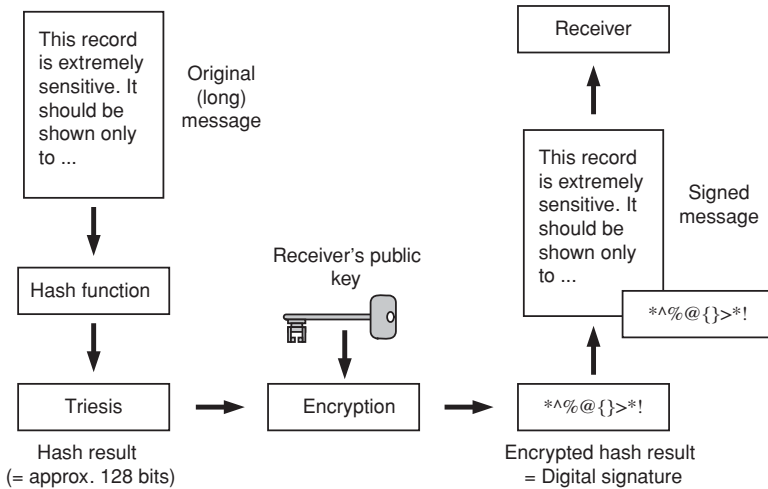 This record
is extremely
sensitive. It
should be
shown only
to ...
Original
(long)
message
Hash function
Triesis
Hash result
(= approx. 128 bits)
Receiver's public
key
Encryption
*^%@{}>*!
Encrypted hash result
= Digital signature
This record
is extremely
sensitive. It
should be
shown only
to ...
*^%@{}>*!
Signed
message
Receiver